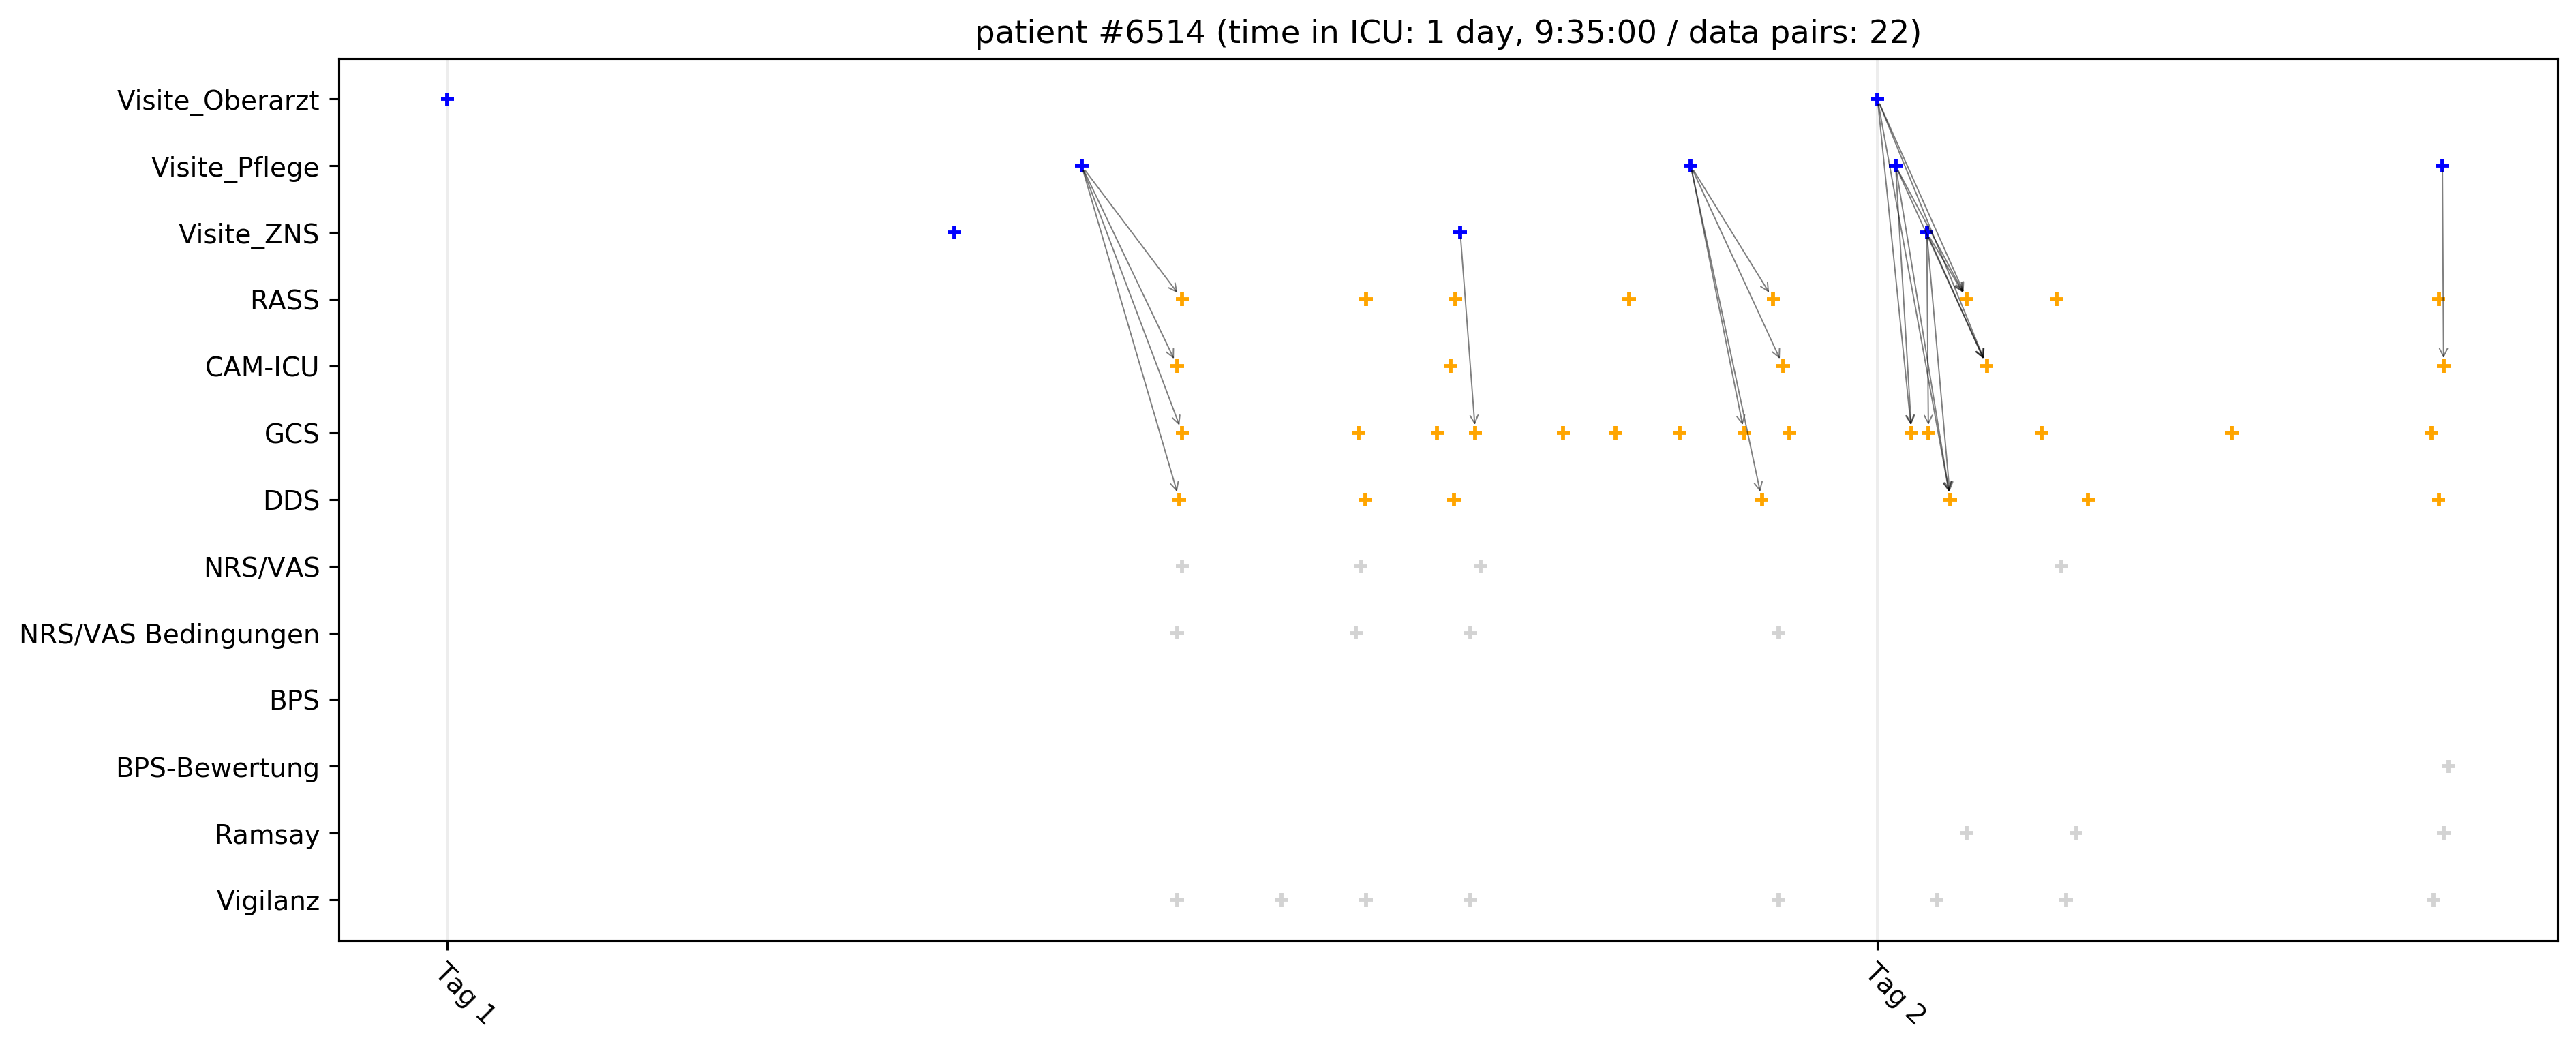 patient #6514 (time in ICU: 1 day, 9:35:00 / data pairs: 22)
Visite_Oberarzt
Visite_Pflege
Visite_ZNS
RASS
CAM-ICU
GCS
DDS
NRS/VAS
NRS/VAS Bedingungen
BPS
BPS-Bewertung
Ramsay
Vigilanz
Tag 1
Tag 2